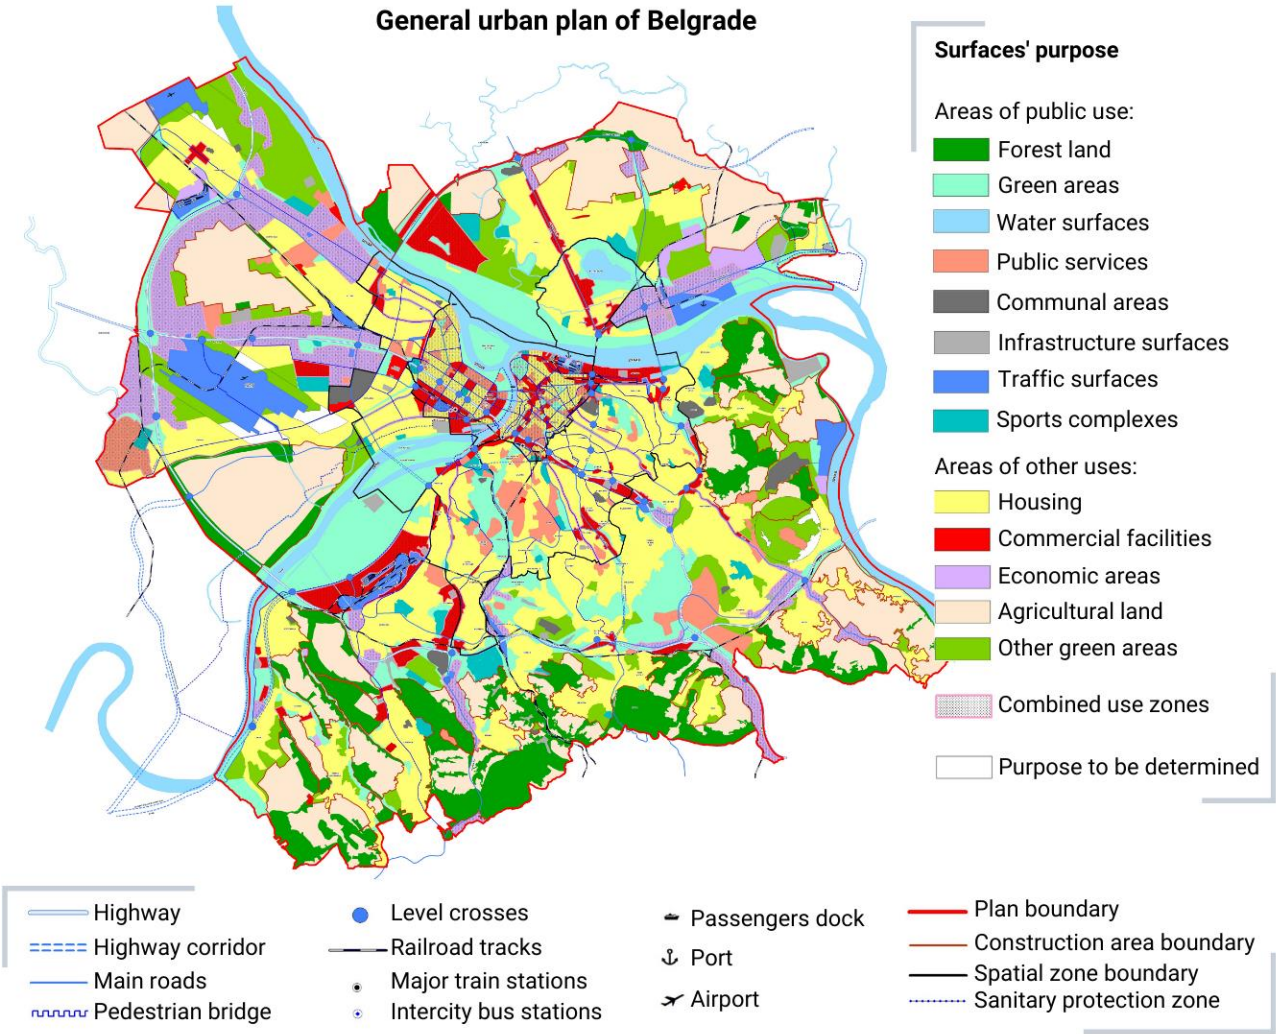 General urban plan of Belgrade
Surfaces' purpose
Areas of public use:
Forest land
Green areas
Water surfaces
Public services
Communal areas
Infrastructure surfaces
Traffic surfaces
Sports complexes
Areas of other uses:
Housing
Commercial facilities
Economic areas
Agricultural land
Other green areas
Combined use zones
Purpose to be determined
Highway
Highway corridor
Main roads
Pedestrian bridge
Level crosses
Railroad tracks
Major train stations
Intercity bus stations
Passengers dock
Port
Airport
Plan boundary
Construction area boundary
Spatial zone boundary
Sanitary protection zone